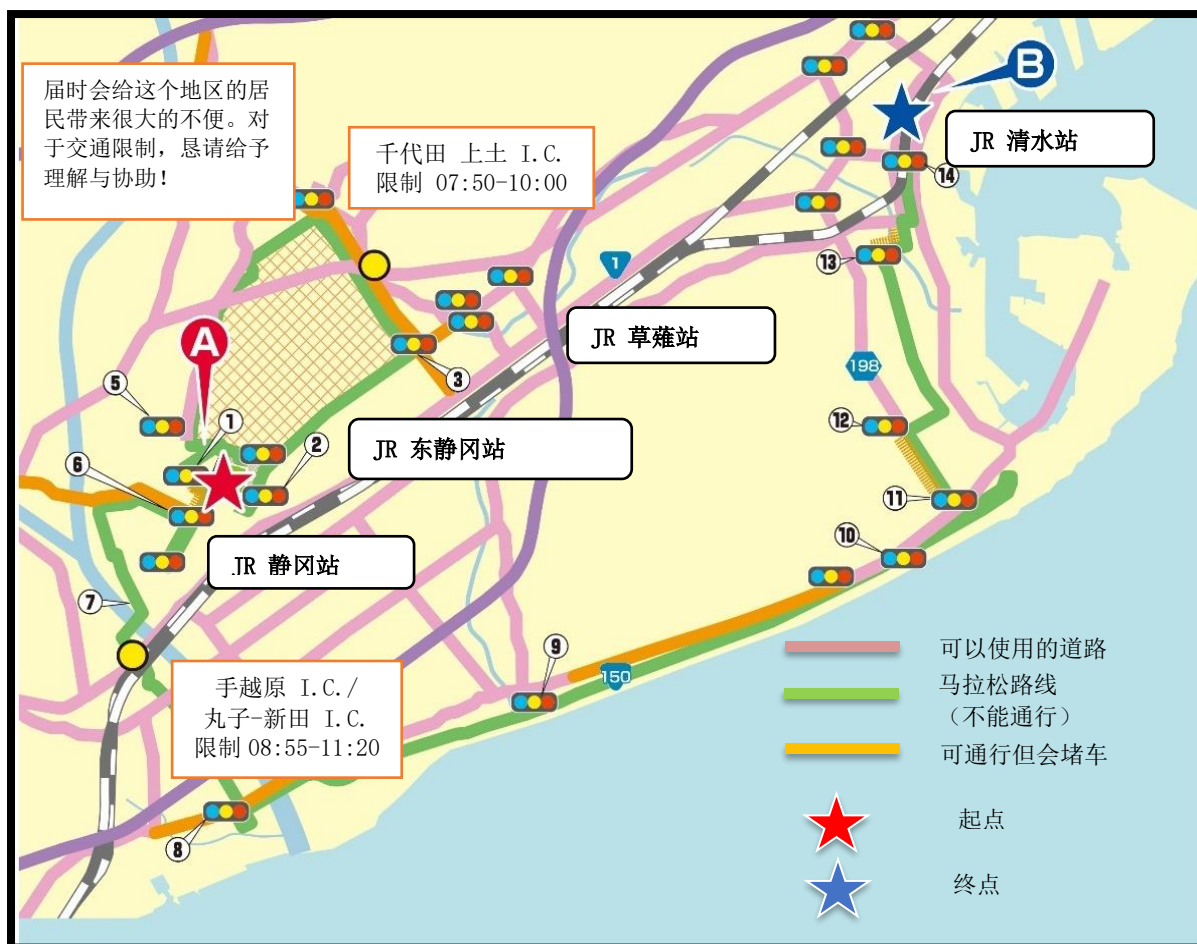 届时会给这个地区的居
民带来很大的不便。对
于交通限制，恳请给予
理解与协助！
千代田 上土 I.C.
限制 07:50-10:00
B
JR 清水站
14
13
1
JR 草薙站
198
A
3
5
1
2
12
JR 东静冈站
6
11
10
JR 静冈站
7
9
150
手越原 I.C./
丸子-新田 I.C.
限制 08:55-11:20
8
可以使用的道路
马拉松路线
（不能通行）
可通行但会堵车
起点
终点